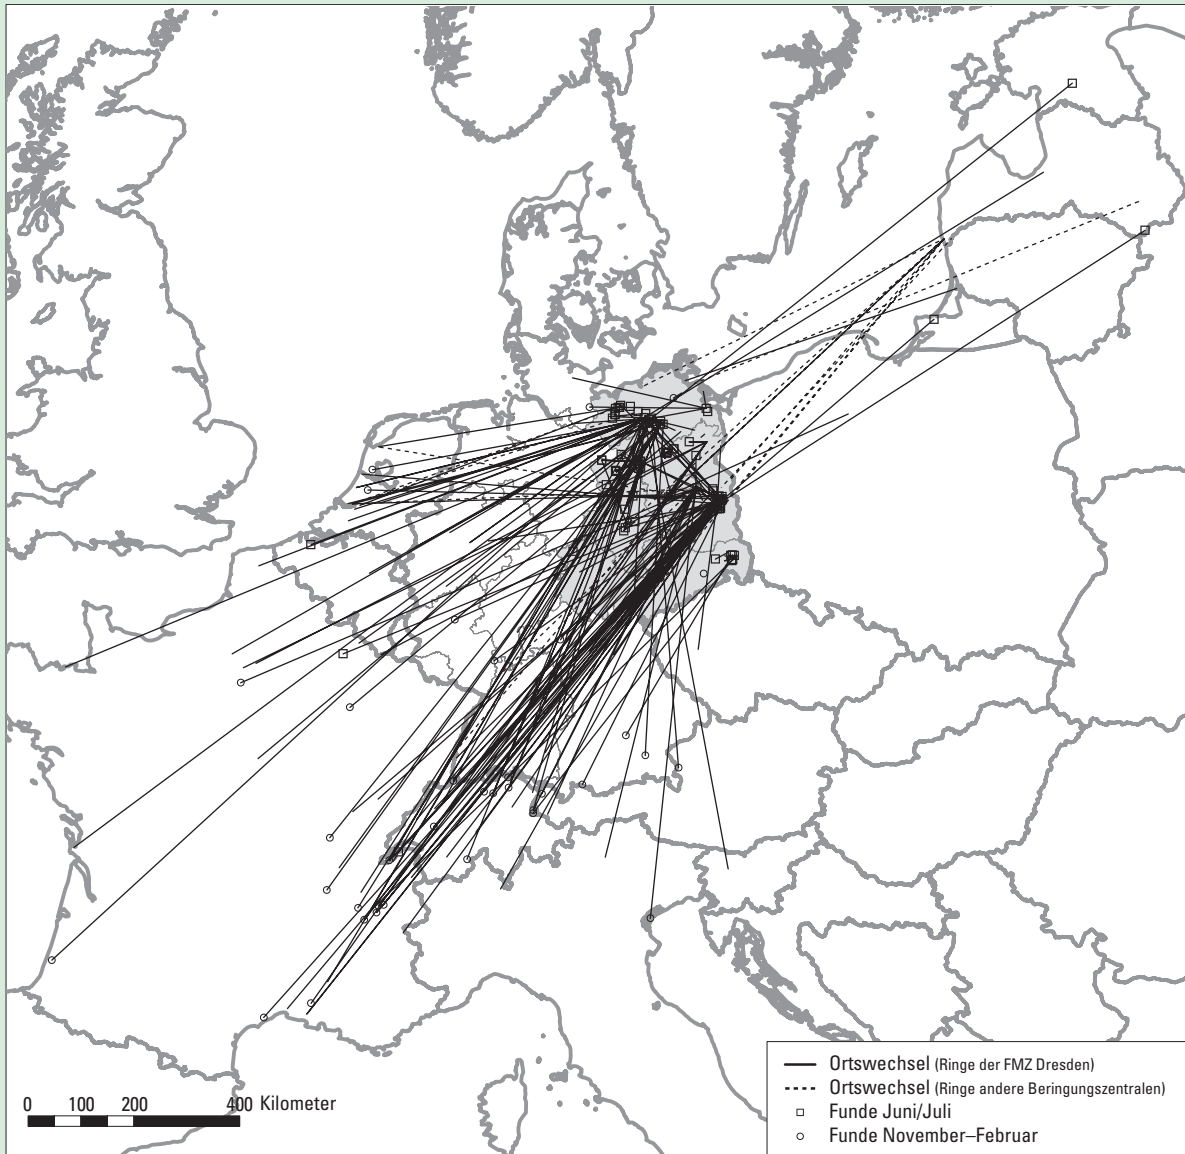 Ortswechsel (Ringe der FMZ Dresden)
Ortswechsel (Ringe andere Beringungszentralen)
Funde Juni/Juli
Funde November–Februar
0 100 200 400 Kilometer